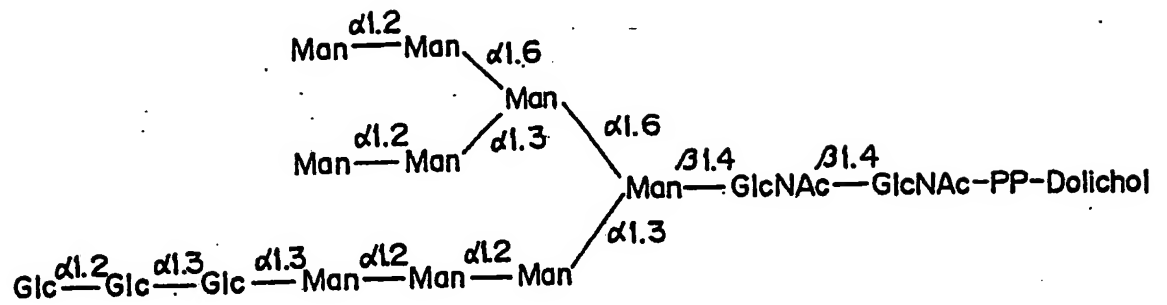 α1.2
Man—Man α1.6
Man
α1.2 α1.3 α1.6
Man—Man
β1.4 β1.4
Man—GlcNAc—GlcNAc-PP-Dolichol
α1.3
α1.2 α1.3 α1.3 α1.2 α1.2
Glc—Glc—Glc—Man—Man—Man